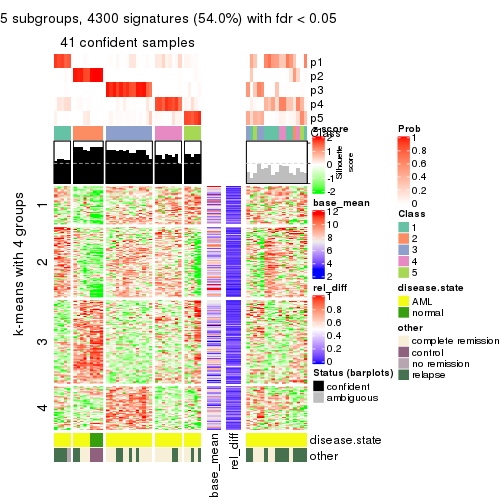 5 subgroups, 4300 signatures (54.0%) with fdr < 0.05
41 confident samples
p1
p2
p3
p4
p5
Class
z-score
2
1
0
-1
-2
Silhouette
score
k-means with 4 groups
1
2
3
4
base_mean
12
10
8
6
4
2
rel_diff
1
0.8
0.6
0.4
0.2
0
Status (barplots)
confident
ambiguous
disease.state
other
base_mean
rel_diff
Prob
1
0.8
0.6
0.4
0.2
0
Class
1
2
3
4
5
disease.state
AML
normal
other
complete remission
control
no remission
relapse